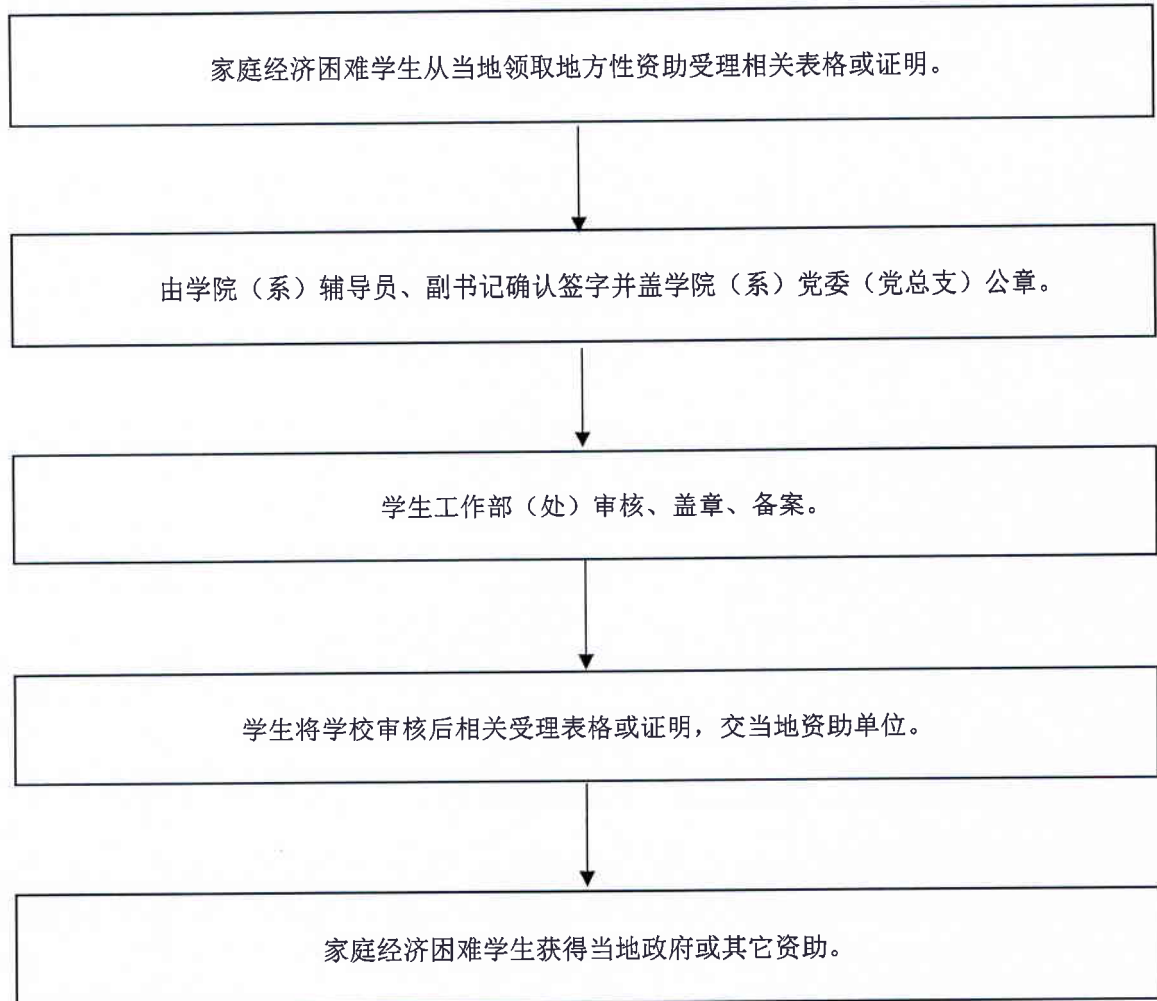 家庭经济困难学生从当地领取地方性资助受理相关表格或证明。
由学院（系）辅导员、副书记确认签字并盖学院（系）党委（党总支）公章。
学生工作部（处）审核、盖章、备案。
学生将学校审核后相关受理表格或证明，交当地资助单位。
家庭经济困难学生获得当地政府或其它资助。